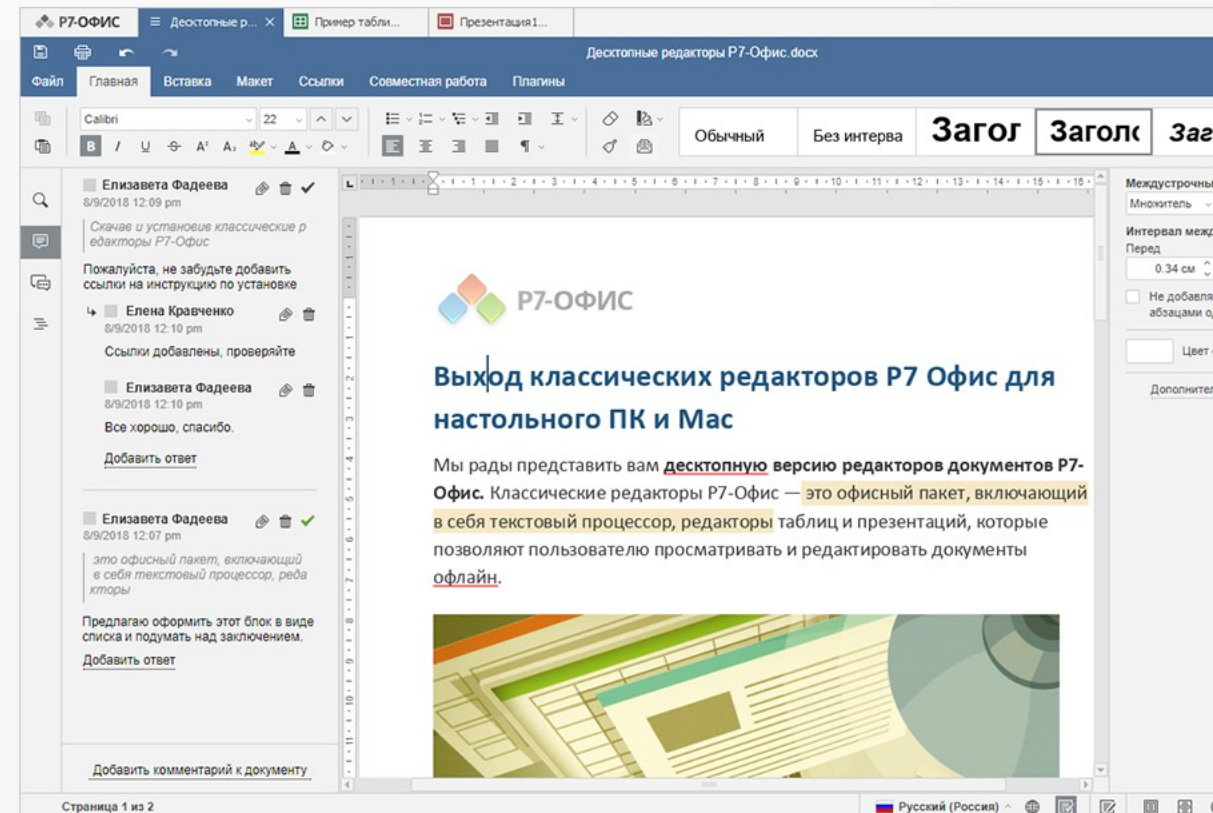 Р7-ОФИС
Десктопные р...
Пример табли...
Презентация1...
Десктопные редакторы Р7-Офис.docx
Файл Главная Вставка Макет Ссылки Совместная работа Плагины
Calibri 22
Обычный Без интерва Загог Заголо Заг
Елизавета Фадеева
8/9/2018 12:09 pm
Скачав и установив классические р
едакторы Р7-Офис
Пожалуйста, не забудьте добавить
ссылки на инструкцию по установке
Елена Кравченко
8/9/2018 12:10 pm
Ссылки добавлены, проверяйте
Елизавета Фадеева
8/9/2018 12:10 pm
Все хорошо, спасибо.
Добавить ответ
Елизавета Фадеева
8/9/2018 12:07 pm
это офисный пакет, включающий
в себя текстовый процессор, реда
кторы
Предлагаю оформить этот блок в виде
списка и подумать над заключением.
Добавить ответ
Добавить комментарий к документу
Р7-ОФИС
Выход классических редакторов Р7 Офис для
настольного ПК и Мас
Мы рады представить вам десктопную версию редакторов документов Р7-
Офис. Классические редакторы Р7-Офис — это офисный пакет, включающий
в себя текстовый процессор, редакторы таблиц и презентаций, которые
позволяют пользователю просматривать и редактировать документы
офлайн.
Междустрочны
Множитель
Интервал межд
Перед
0.34 см
Не добавля
абзацами о
Цвет
Дополнител
Страница 1 из 2
Русский (Россия)